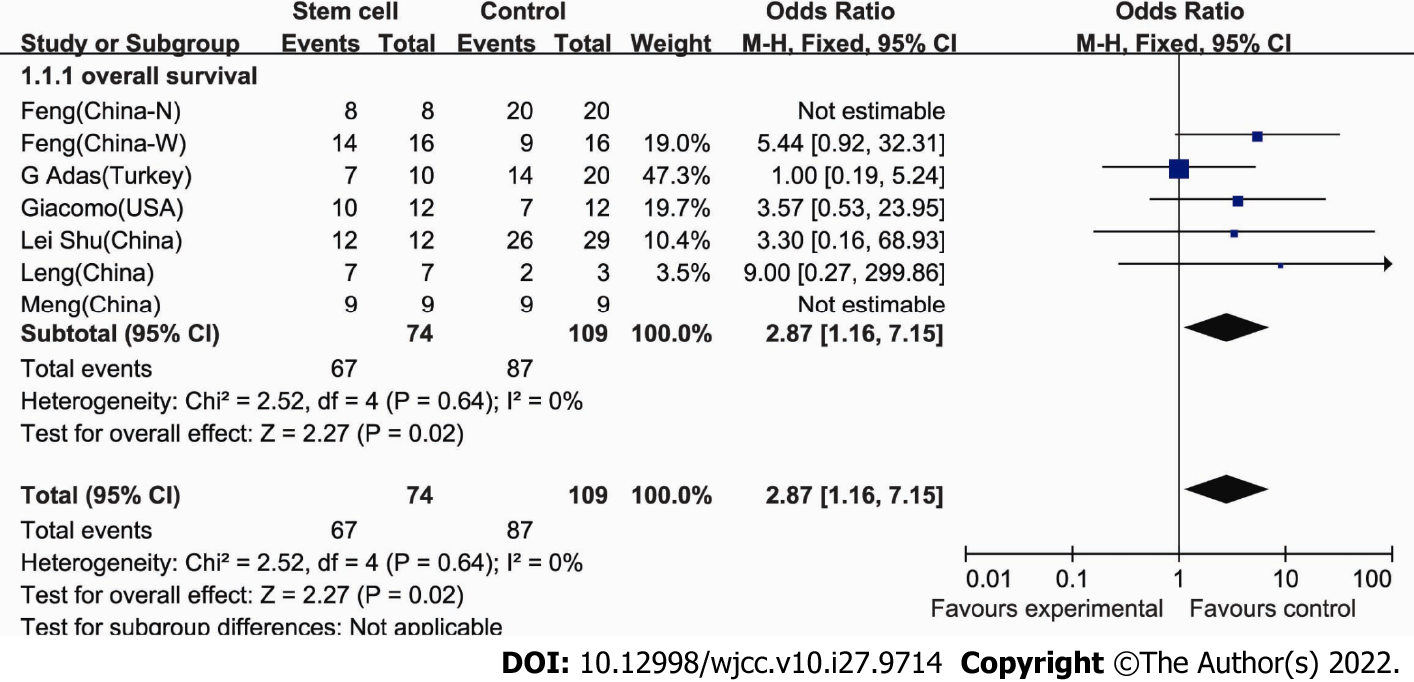 Stem cell Control Odds Ratio Odds Ratio
Study or Subgroup Events Total Events Total Weight M-H, Fixed, 95% CI M-H, Fixed, 95% CI
1.1.1 overall survival
Feng(China-N) 8 8 20 20 Not estimable
Feng(China-W) 14 16 9 16 19.0% 5.44 [0.92, 32.31]
G Adas(Turkey) 7 10 14 20 47.3% 1.00 [0.19, 5.24]
Giacomo(USA) 10 12 7 12 19.7% 3.57 [0.53, 23.95]
Lei Shu(China) 12 12 26 29 10.4% 3.30 [0.16, 68.93]
Leng(China) 7 7 2 3 3.5% 9.00 [0.27, 299.86]
Meng(China) 9 9 9 9 Not estimable
Subtotal (95% CI) 74 109 100.0% 2.87 [1.16, 7.15]
Total events 67 87
Heterogeneity: Chi² = 2.52, df = 4 (P = 0.64); I² = 0%
Test for overall effect: Z = 2.27 (P = 0.02)
Total (95% CI) 74 109 100.0% 2.87 [1.16, 7.15]
Total events 67 87
Heterogeneity: Chi² = 2.52, df = 4 (P = 0.64); I² = 0%
Test for overall effect: Z = 2.27 (P = 0.02)
Test for subgroup differences: Not applicable
0.01 0.1 1 10 100
Favours experimental Favours control
DOI: 10.12998/wjcc.v10.i27.9714 Copyright ©The Author(s) 2022.